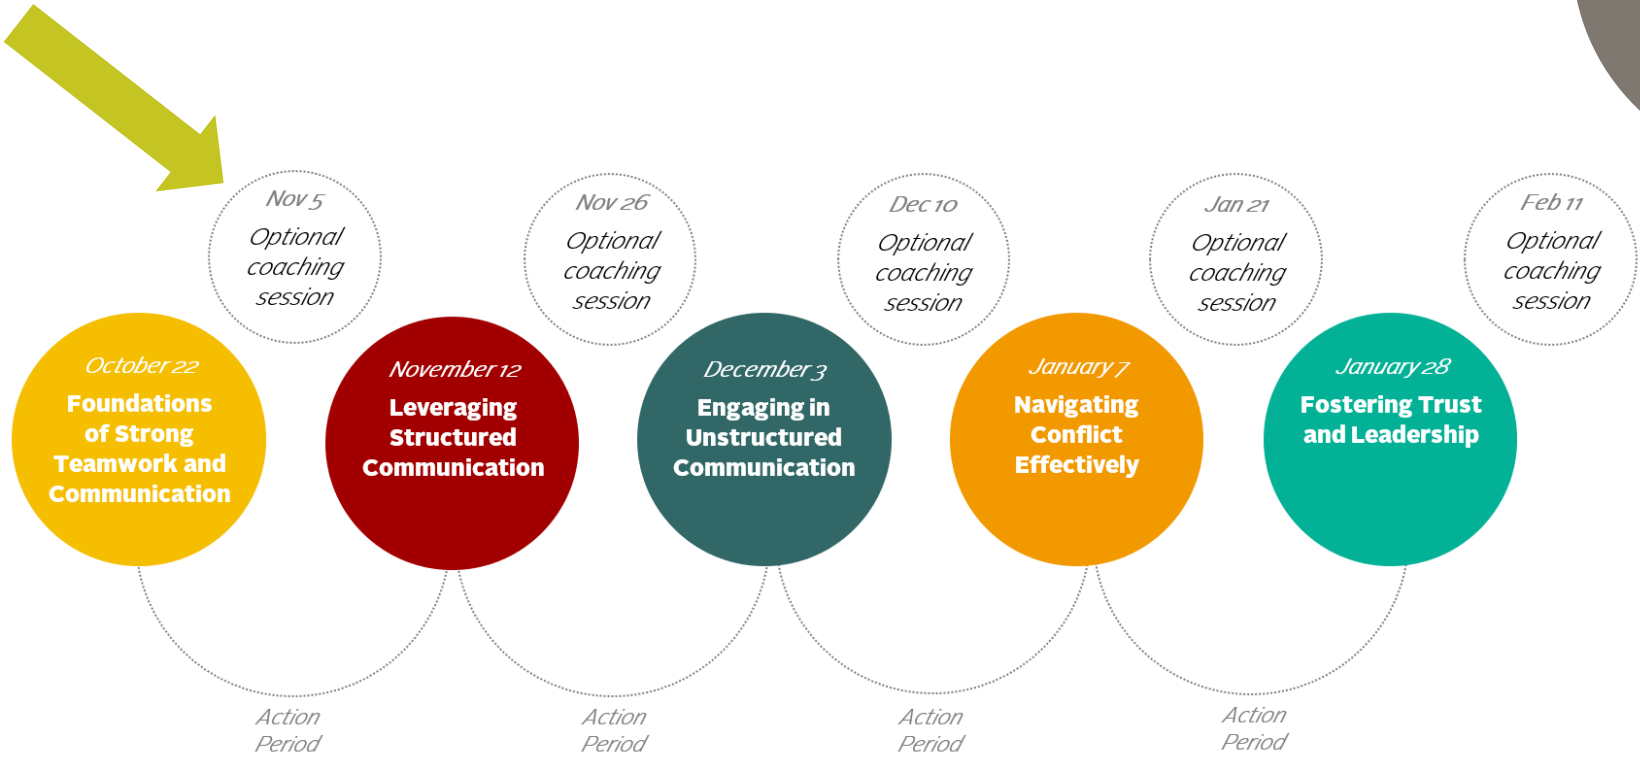 Nov 5
Optional
coaching
session
Nov 26
Optional
coaching
session
Dec 10
Optional
coaching
session
Jan 21
Optional
coaching
session
Feb 11
Optional
coaching
session
October 22
Foundations
of Strong
Teamwork and
Communication
November 12
Leveraging
Structured
Communication
December 3
Engaging in
Unstructured
Communication
January 7
Navigating
Conflict
Effectively
January 28
Fostering Trust
and Leadership
Action
Period
Action
Period
Action
Period
Action
Period